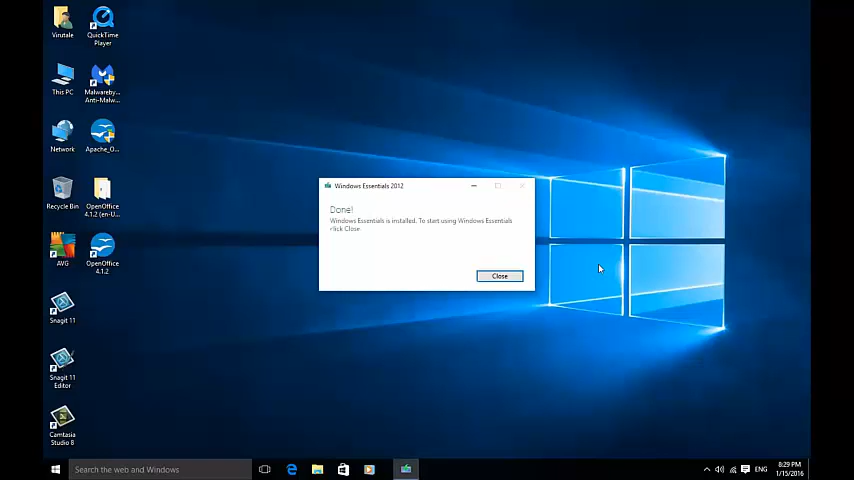 Virutale
QuickTime
Player
This PC
Malwareby...
Anti-Malw...
Network
Apache_O...
Recycle Bin
OpenOffice
4.1.2 (en-U...
AVG
OpenOffice
4.1.2
Snagit 11
Snagit 11
Editor
Camtasia
Studio 8
Windows Essentials 2012
Done!
Windows Essentials is installed. To start using Windows Essentials
click Close.
Close
Search the web and Windows
ENG
8:29 PM
1/15/2016